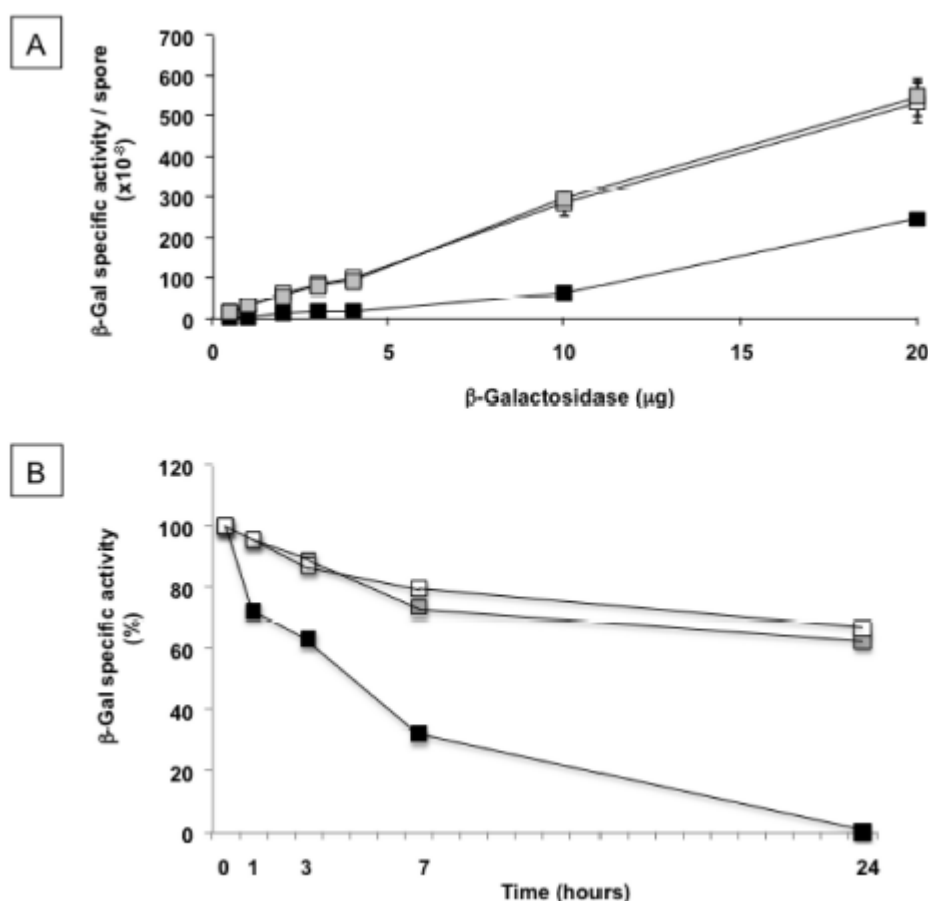 A
β-Gal specific activity / spore
(x10⁻⁸)
700
600
500
400
300
200
100
0
0 5 10 15 20
β-Galactosidase (μg)
B
β-Gal specific activity
(%)
120
100
80
60
40
20
0
0 1 3 7 24
Time (hours)